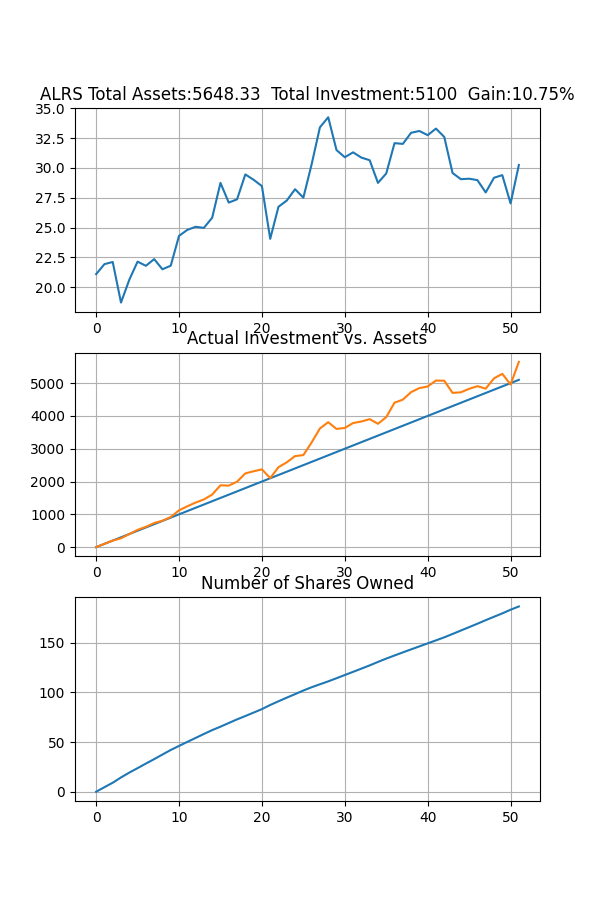 ALRS Total Assets:5648.33  Total Investment:5100  Gain:10.75%
35.0
32.5
30.0
27.5
25.0
22.5
20.0
0 10 20 30 40 50
Actual Investment vs. Assets
5000
4000
3000
2000
1000
0
0 10 20 30 40 50
Number of Shares Owned
150
100
50
0
0 10 20 30 40 50